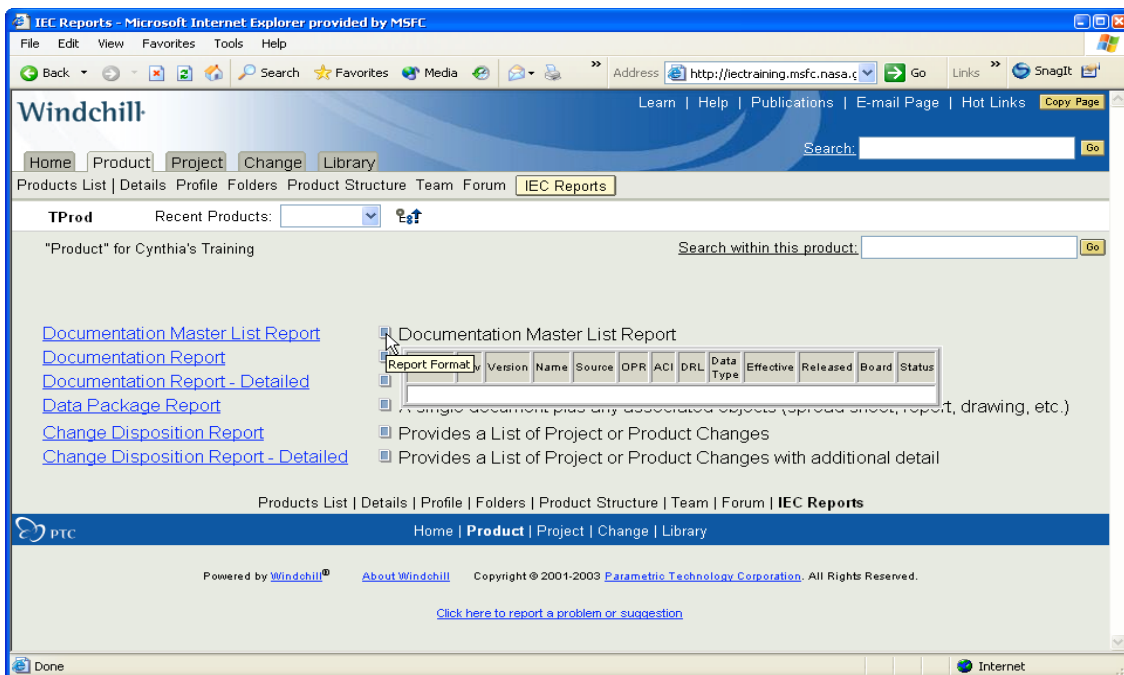 IEC Reports - Microsoft Internet Explorer provided by MSFC
File Edit View Favorites Tools Help
Back Search Favorites Media » Address http://iectraining.msfc.nasa.g Go Links » SnagIt
Windchill
Learn | Help | Publications | E-mail Page | Hot Links Copy Page
Search: Go
Home Product Project Change Library
Products List | Details Profile Folders Product Structure Team Forum IEC Reports
TProd Recent Products:
"Product" for Cynthia's Training Search within this product: Go
Documentation Master List Report Documentation Master List Report
Documentation Report
Report Format Version Name Source OPR ACI DRL Data Type Effective Released Board Status
Documentation Report - Detailed
Data Package Report A single document plus any associated objects (spread sheet, report, drawing, etc.)
Change Disposition Report Provides a List of Project or Product Changes
Change Disposition Report - Detailed Provides a List of Project or Product Changes with additional detail
Products List | Details | Profile | Folders | Product Structure | Team | Forum | IEC Reports
PTC Home | Product | Project | Change | Library
Powered by Windchill® About Windchill Copyright © 2001-2003 Parametric Technology Corporation. All Rights Reserved.
Click here to report a problem or suggestion
Done Internet